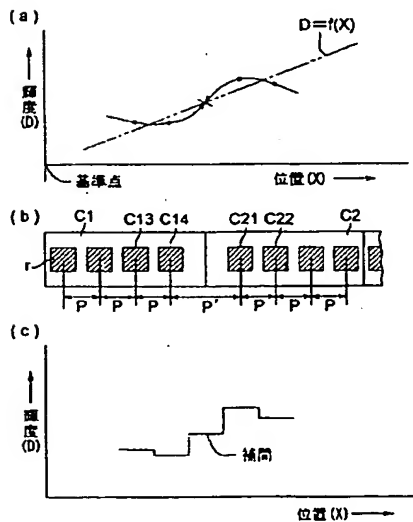 (a)
D=f(X)
輝度
(D)
基準点
位置(X)
(b)
C1 C13 C14 C21 C22 C2
r
P P P P' P P P
(c)
輝度
(D)
補間
位置(X)